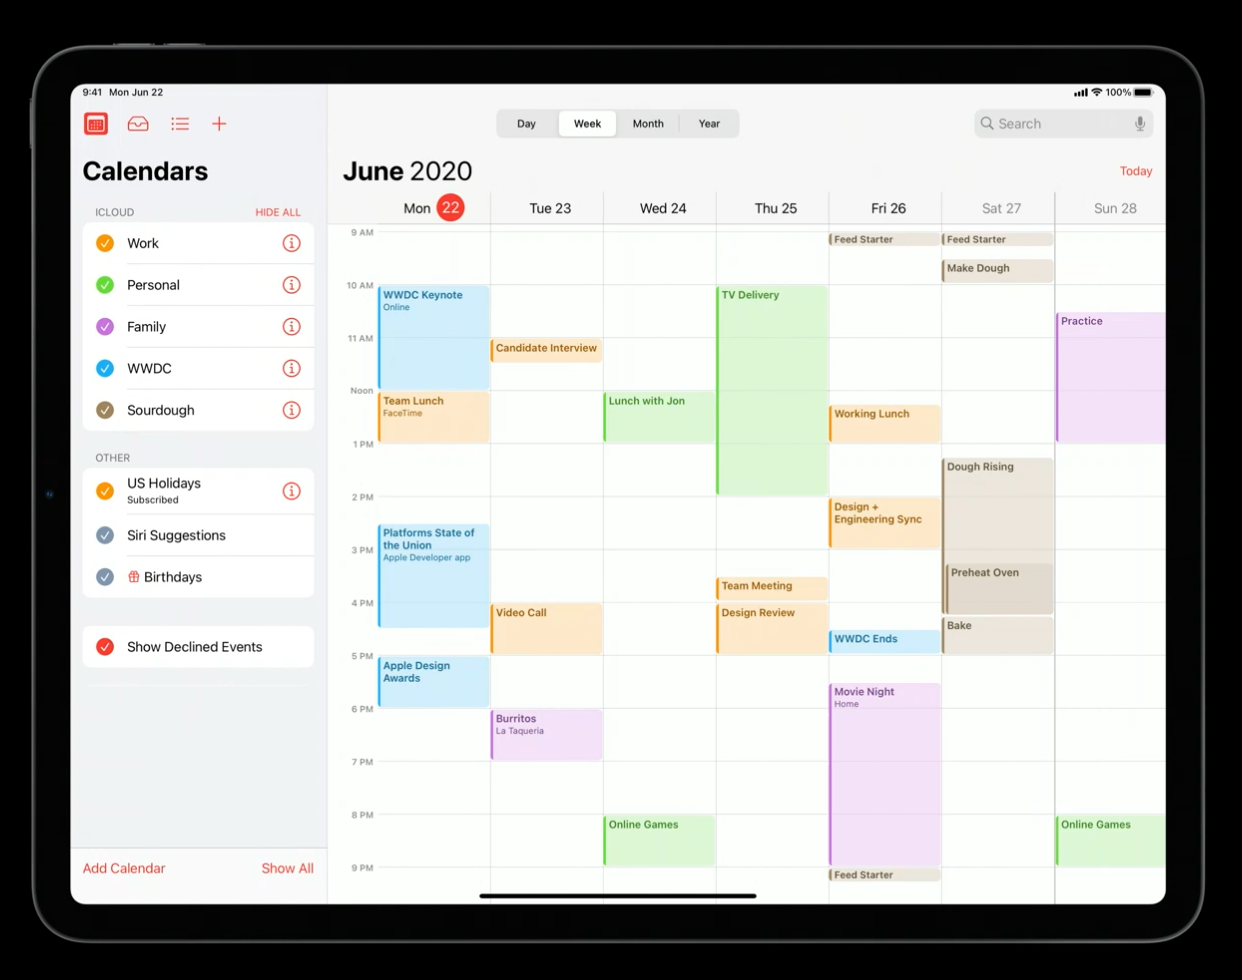 9:41 Mon Jun 22
100%
Day Week Month Year
Search
Calendars
June 2020
Today
ICLOUD HIDE ALL
Work
Personal
Family
WWDC
Sourdough
OTHER
US Holidays
Subscribed
Siri Suggestions
Birthdays
Show Declined Events
Add Calendar Show All
Mon 22 Tue 23 Wed 24 Thu 25 Fri 26 Sat 27 Sun 28
9 AM
10 AM
11 AM
Noon
1 PM
2 PM
3 PM
4 PM
5 PM
6 PM
7 PM
8 PM
9 PM
WWDC Keynote
Online
Team Lunch
FaceTime
Platforms State of
the Union
Apple Developer app
Apple Design
Awards
Candidate Interview
Video Call
Burritos
La Taqueria
Lunch with Jon
Online Games
TV Delivery
Team Meeting
Design Review
Feed Starter
Working Lunch
Design +
Engineering Sync
WWDC Ends
Movie Night
Home
Feed Starter
Feed Starter
Make Dough
Dough Rising
Preheat Oven
Bake
Practice
Online Games